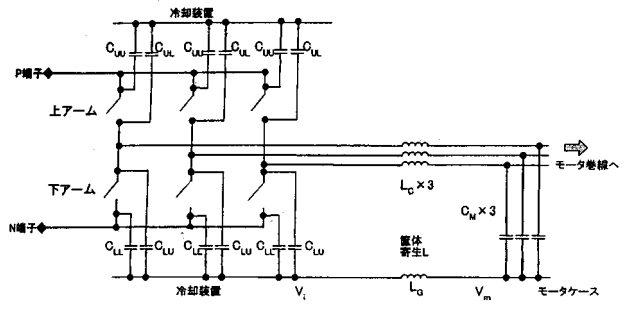 冷却装置
C_UU C_UL C_UU C_UL C_UU C_UL
P端子
上アーム
モータ巻線へ
下アーム
L_C×3
C_M×3
N端子
筐体
寄生L
C_LL C_LU C_LL C_LU C_LL C_LU
冷却装置
V_i
L_G
V_m
モータケース